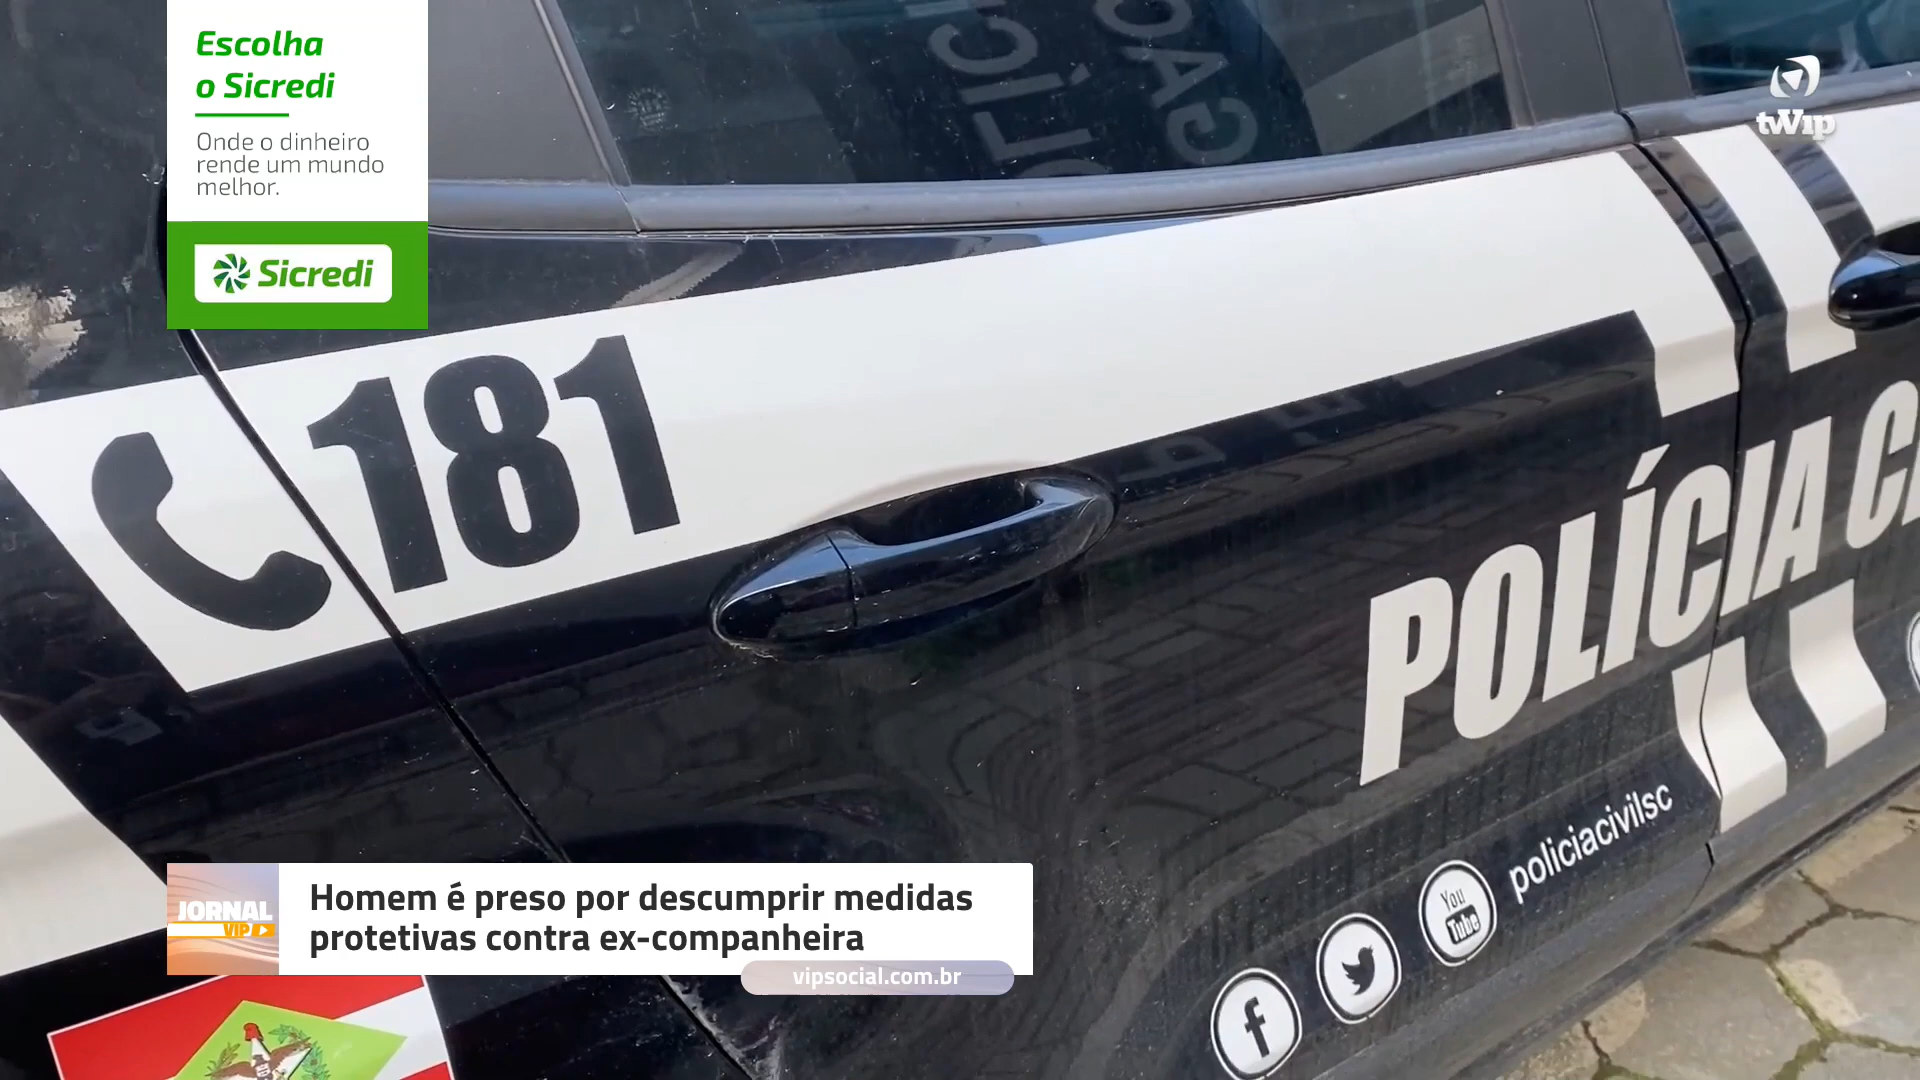 Escolha
o Sicredi
Onde o dinheiro
rende um mundo
melhor.
Sicredi
twip
181
POLÍCIA
policiacivilsc
You
Tube
JORNAL
VIP
Homem é preso por descumprir medidas
protetivas contra ex-companheira
vipsocial.com.br